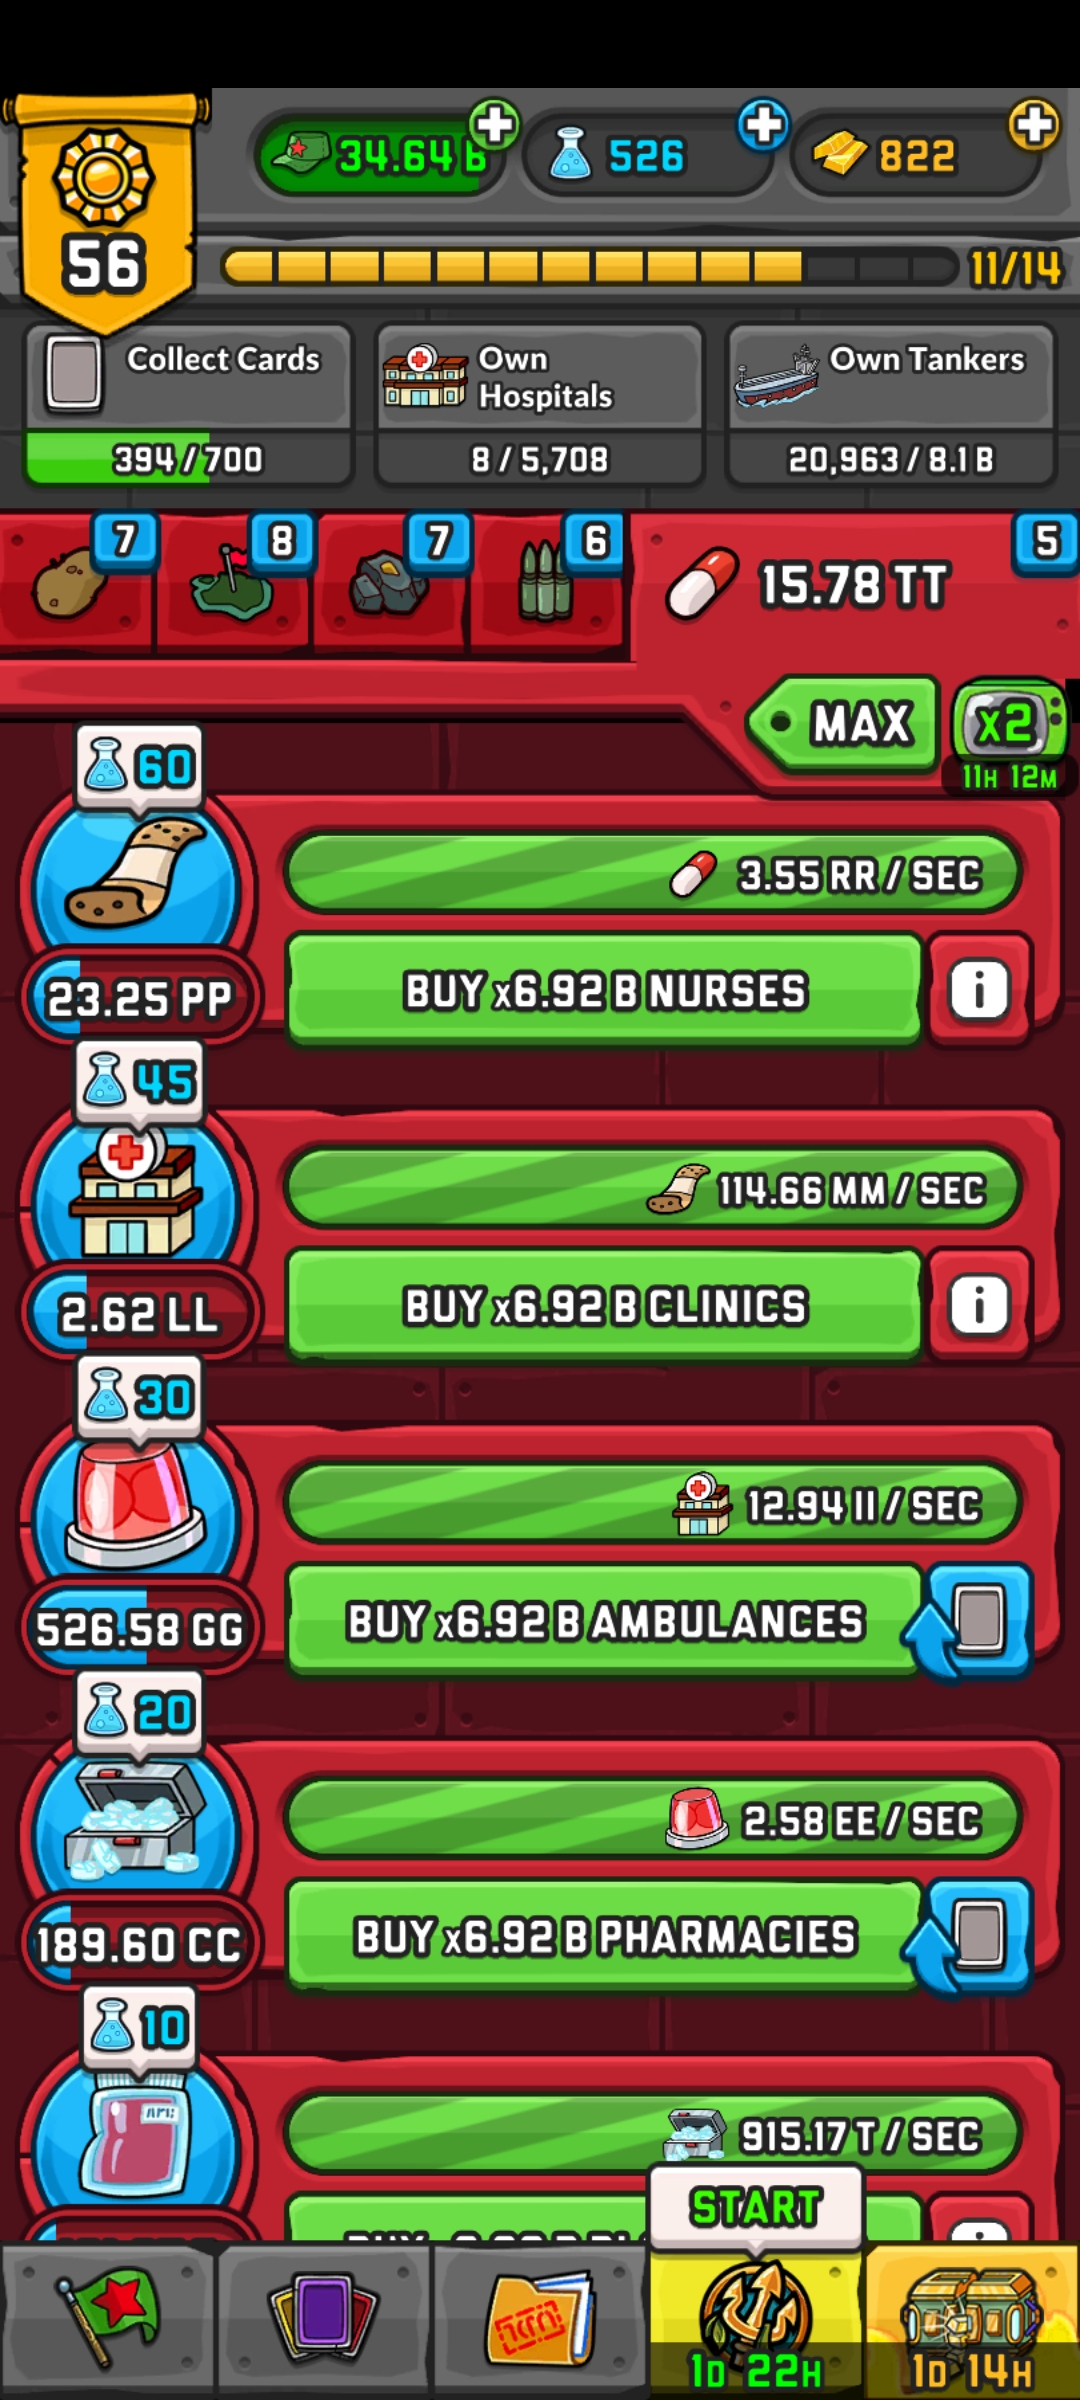 34.64 B
526
822
56
11/14
Collect Cards
394/700
Own
Hospitals
8/5,708
Own Tankers
20,963/8.1 B
7
8
7
6
5
15.78 TT
MAX
x2
11H 12M
60
3.55 RR/SEC
23.25 PP
BUY x6.92 B NURSES
i
45
114.66 MM/SEC
2.62 LL
BUY x6.92 B CLINICS
i
30
12.94 II/SEC
526.58 GG
BUY x6.92 B AMBULANCES
20
2.58 EE/SEC
189.60 CC
BUY x6.92 B PHARMACIES
10
915.17 T/SEC
START
1D 22H
1D 14H